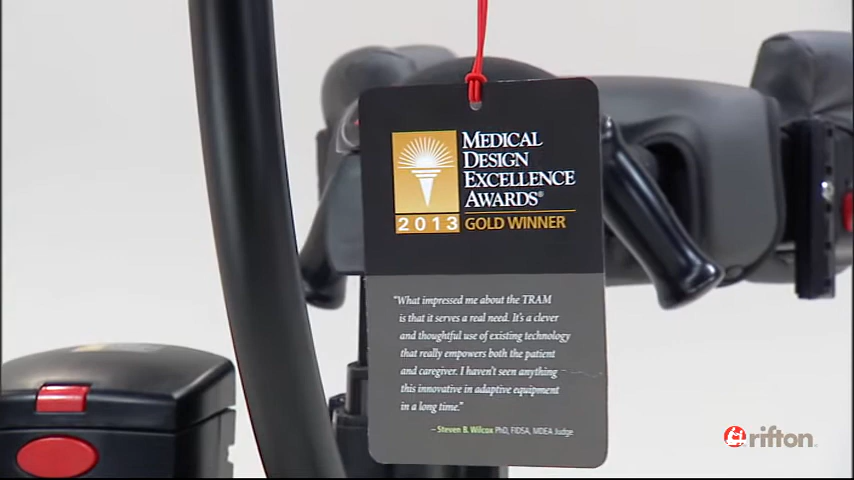 MEDICAL
DESIGN
EXCELLENCE
AWARDS®
2013 GOLD WINNER
"What impressed me about the TRAM
is that it serves a real need. It's a clever
and thoughtful use of existing technology
that really empowers both the patient
and caregiver. I haven't seen anything
this innovative in adaptive equipment
in a long time."
– Steven B. Wilcox PhD, FIDSA, MDEA Judge
rifton